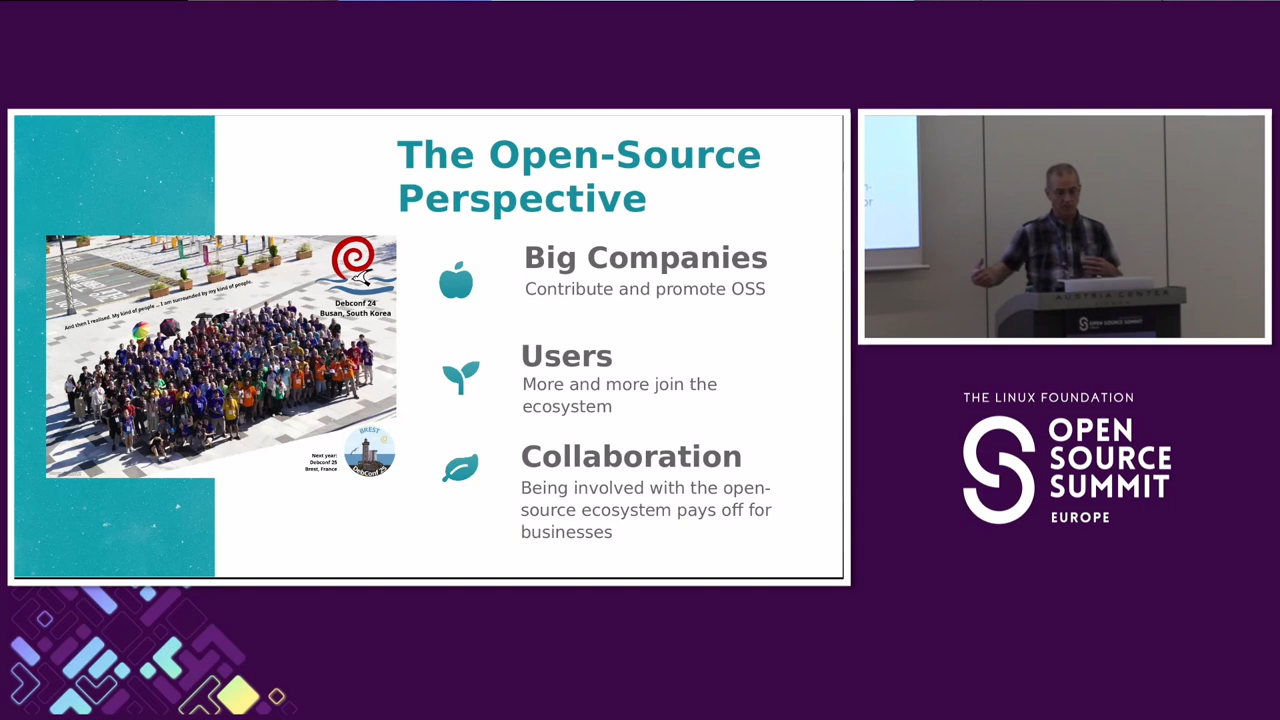 The Open-Source
Perspective
And then I realised. My kind of people ... I am surrounded by my kind of people.
Debconf 24
Busan, South Korea
Next year:
Debconf 25
Brest, France
BREST
DebConf 25
Big Companies
Contribute and promote OSS
Users
More and more join the
ecosystem
Collaboration
Being involved with the open-
source ecosystem pays off for
businesses
AUSTRIA CENTER
OPEN
SOURCE SUMMIT
THE LINUX FOUNDATION
OPEN
SOURCE
SUMMIT
EUROPE